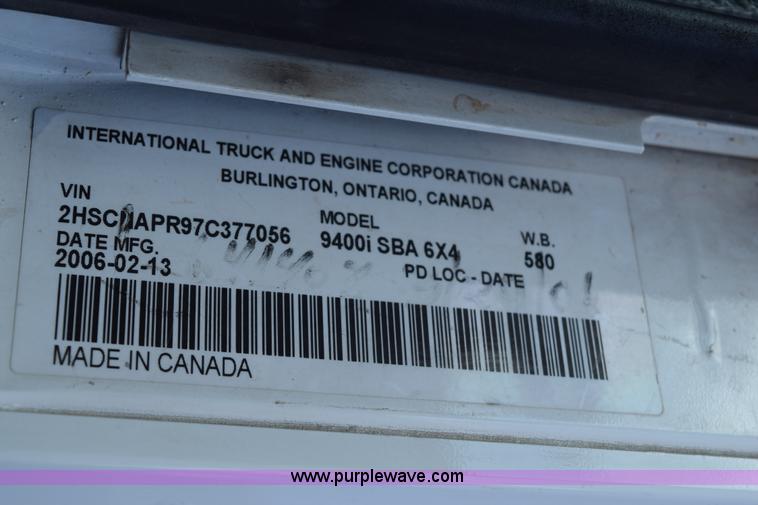 INTERNATIONAL TRUCK AND ENGINE CORPORATION CANADA
BURLINGTON, ONTARIO, CANADA
VIN MODEL W.B.
9400i SBA 6X4 580
DATE MFG. PD LOC - DATE
2006-02-13
MADE IN CANADA
www.purplewave.com